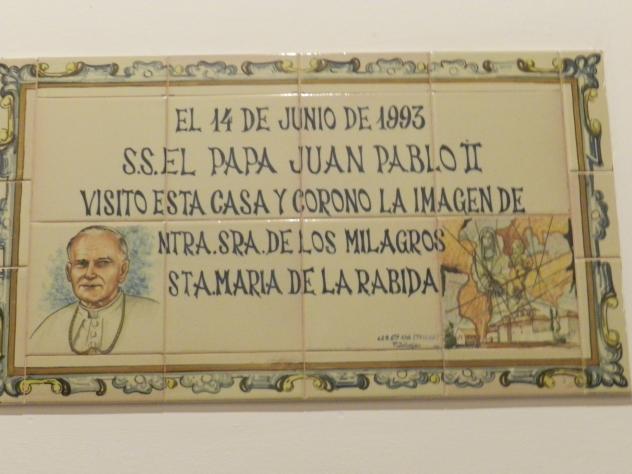 EL 14 DE JUNIO DE 1993
S.S. EL PAPA JUAN PABLO II
VISITO ESTA CASA Y CORONO LA IMAGEN DE
NTRA. SRA. DE LOS MILAGROS
STA. MARIA DE LA RABIDA